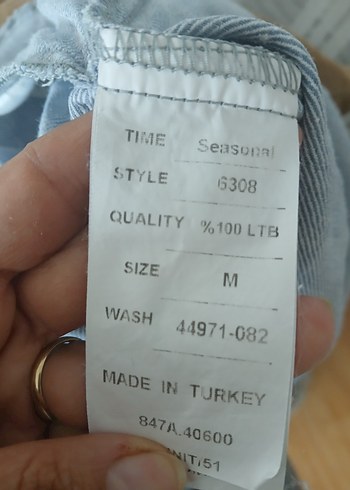 TIME Seasonal
STYLE 6308
QUALITY %100 LTB
SIZE M
WASH 44971-082
MADE IN TURKEY
847A.40600